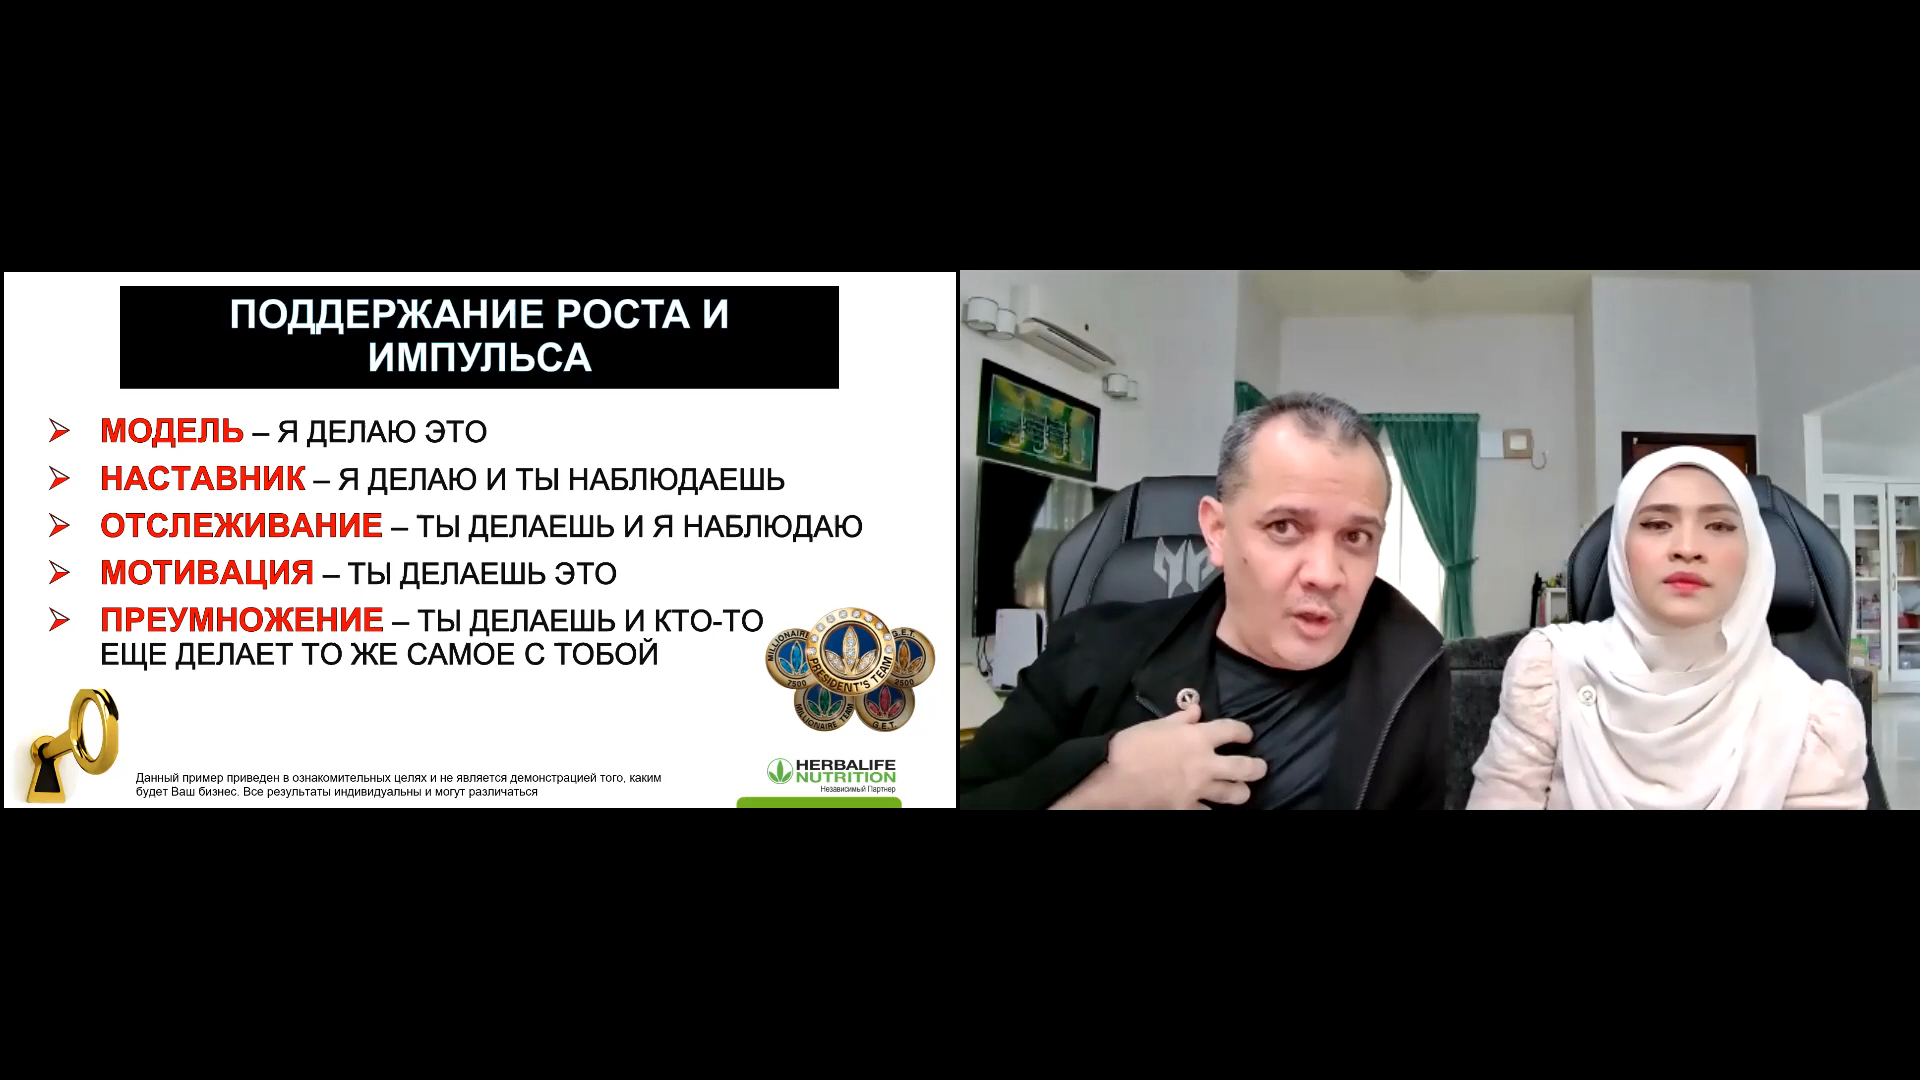 ПОДДЕРЖАНИЕ РОСТА И
ИМПУЛЬСА
МОДЕЛЬ – Я ДЕЛАЮ ЭТО
НАСТАВНИК – Я ДЕЛАЮ И ТЫ НАБЛЮДАЕШЬ
ОТСЛЕЖИВАНИЕ – ТЫ ДЕЛАЕШЬ И Я НАБЛЮДАЮ
МОТИВАЦИЯ – ТЫ ДЕЛАЕШЬ ЭТО
ПРЕУМНОЖЕНИЕ – ТЫ ДЕЛАЕШЬ И КТО-ТО
ЕЩЕ ДЕЛАЕТ ТО ЖЕ САМОЕ С ТОБОЙ
MILLIONAIRE
7500
PRESIDENT'S TEAM
G.E.T.
2500
MILLIONAIRE TEAM
G.E.T.
HERBALIFE
NUTRITION
Независимый Партнер
Данный пример приведен в ознакомительных целях и не является демонстрацией того, каким
будет Ваш бизнес. Все результаты индивидуальны и могут различаться